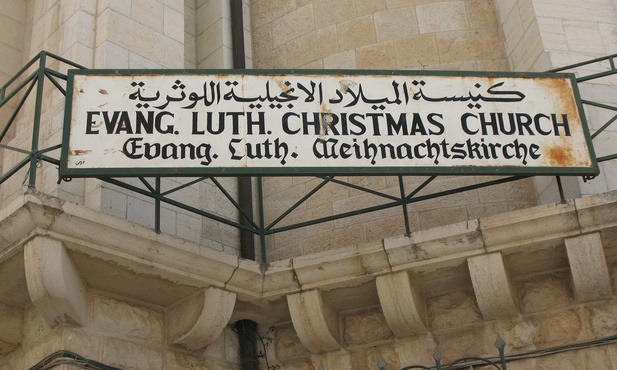 كنيسة الميلاد الانجيلية اللوثرية
EVANG. LUTH. CHRISTMAS CHURCH
Evang. Luth. Weihnachtskirche